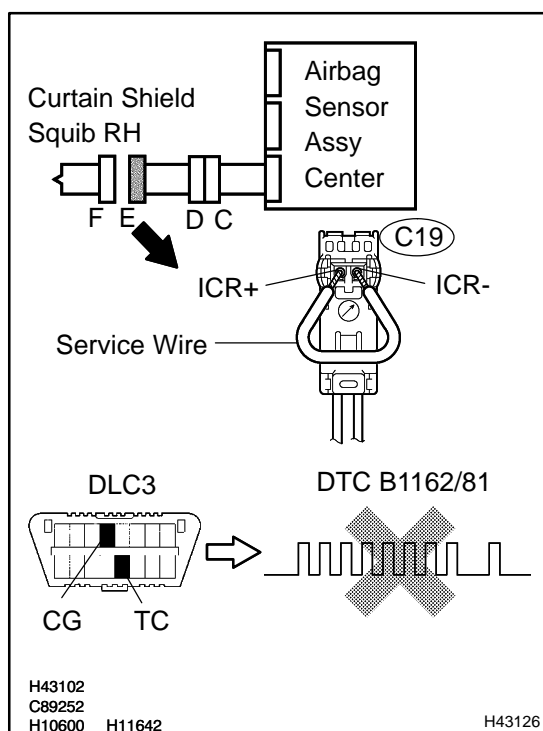 Airbag
Sensor
Assy
Center
Curtain Shield
Squib RH
F E D C
C19
ICR+
ICR-
Service Wire
DLC3
DTC B1162/81
CG
TC
H43102
C89252
H10600 H11642
H43126